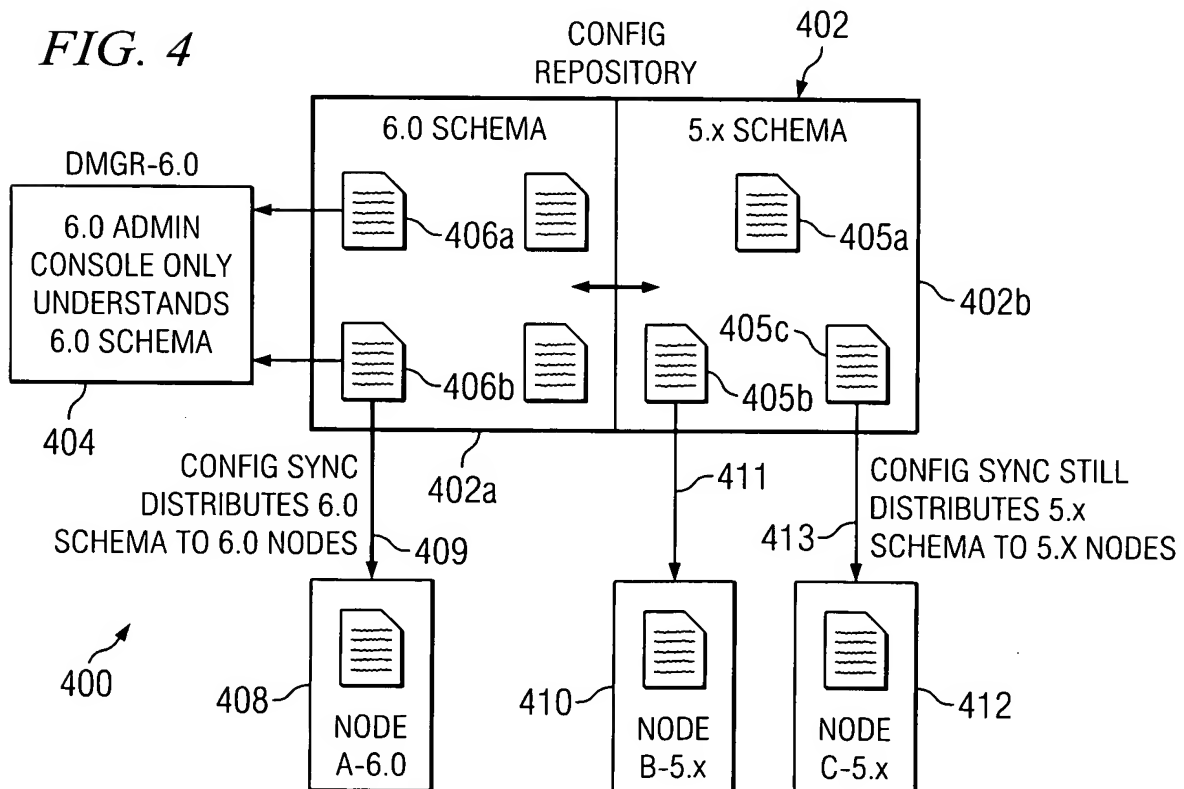 FIG. 4
CONFIG
REPOSITORY
402
6.0 SCHEMA
5.x SCHEMA
DMGR-6.0
6.0 ADMIN
CONSOLE ONLY
UNDERSTANDS
6.0 SCHEMA
406a
405a
402b
405c
406b
405b
404
402a
CONFIG SYNC
DISTRIBUTES 6.0
SCHEMA TO 6.0 NODES
409
411
CONFIG SYNC STILL
DISTRIBUTES 5.x
SCHEMA TO 5.X NODES
413
400
408
NODE
A-6.0
410
NODE
B-5.x
412
NODE
C-5.x